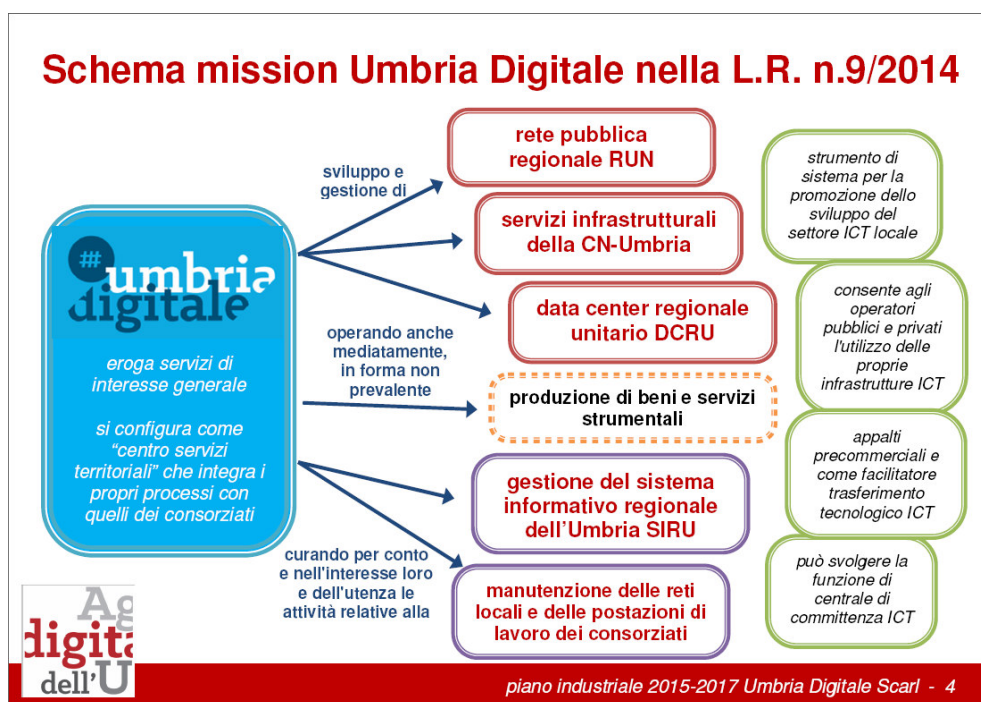 Schema mission Umbria Digitale nella L.R. n.9/2014
#umbria
digitale
eroga servizi di
interesse generale
si configura come
“centro servizi
territoriali” che integra i
propri processi con
quelli dei consorziati
sviluppo e
gestione di
rete pubblica
regionale RUN
servizi infrastrutturali
della CN-Umbria
data center regionale
unitario DCRU
operando anche
mediatamente,
in forma non
prevalente
produzione di beni e servizi
strumentali
curando per conto
e nell'interesse loro
e dell'utenza le
attività relative alla
gestione del sistema
informativo regionale
dell’Umbria SIRU
manutenzione delle reti
locali e delle postazioni di
lavoro dei consorziati
strumento di
sistema per la
promozione dello
sviluppo del
settore ICT locale
consente agli
operatori
pubblici e privati
l'utilizzo delle
proprie
infrastrutture ICT
appalti
precommerciali e
come facilitatore
trasferimento
tecnologico ICT
può svolgere la
funzione di
centrale di
committenza ICT
Ag
digita
dell'U
piano industriale 2015-2017 Umbria Digitale Scarl - 4